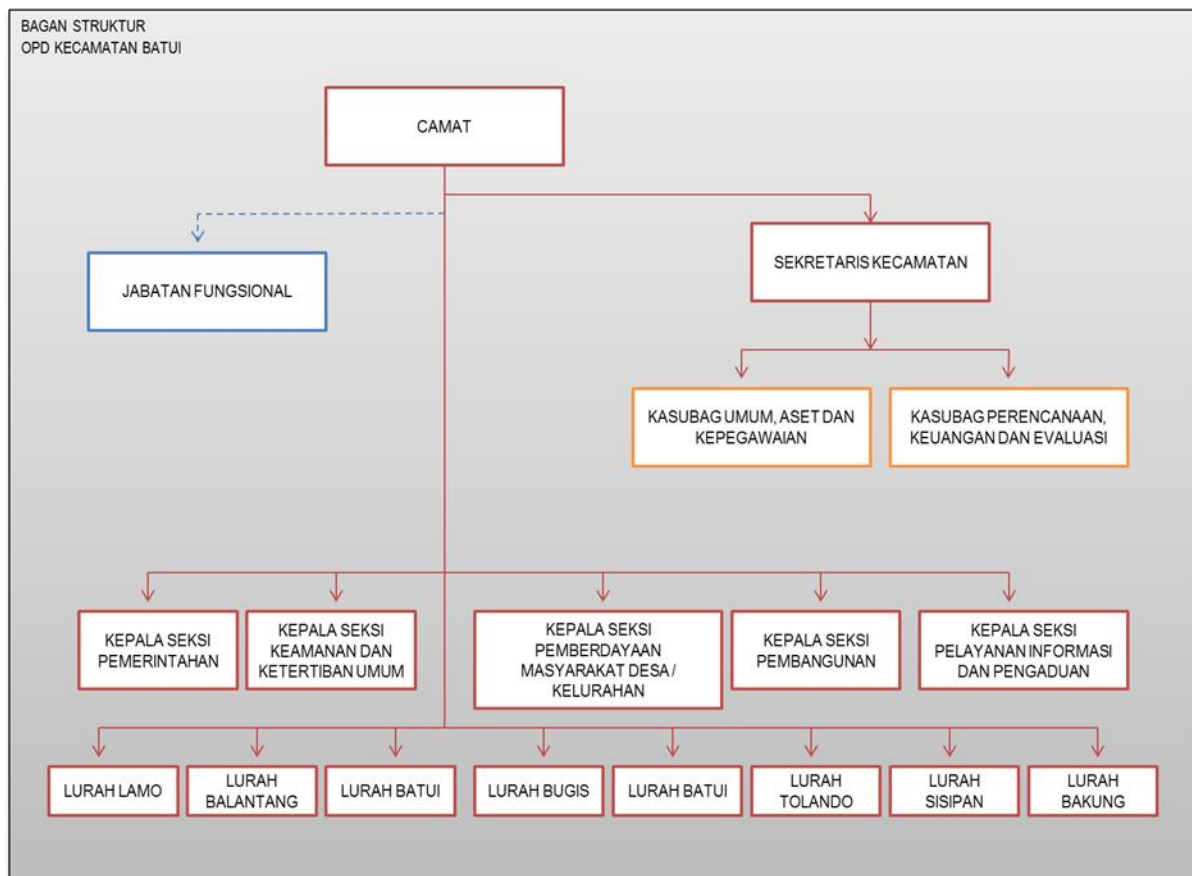 BAGAN STRUKTUR
OPD KECAMATAN BATUI
CAMAT
JABATAN FUNGSIONAL
SEKRETARIS KECAMATAN
KASUBAG UMUM, ASET DAN
KEPEGAWAIAN
KASUBAG PERENCANAAN,
KEUANGAN DAN EVALUASI
KEPALA SEKSI
PEMERINTAHAN
KEPALA SEKSI
KEAMANAN DAN
KETERTIBAN UMUM
KEPALA SEKSI
PEMBERDAYAAN
MASYARAKAT DESA /
KELURAHAN
KEPALA SEKSI
PEMBANGUNAN
KEPALA SEKSI
PELAYANAN INFORMASI
DAN PENGADUAN
LURAH LAMO
LURAH
BALANTANG
LURAH BATUI
LURAH BUGIS
LURAH BATUI
LURAH
TOLANDO
LURAH
SISIPAN
LURAH
BAKUNG